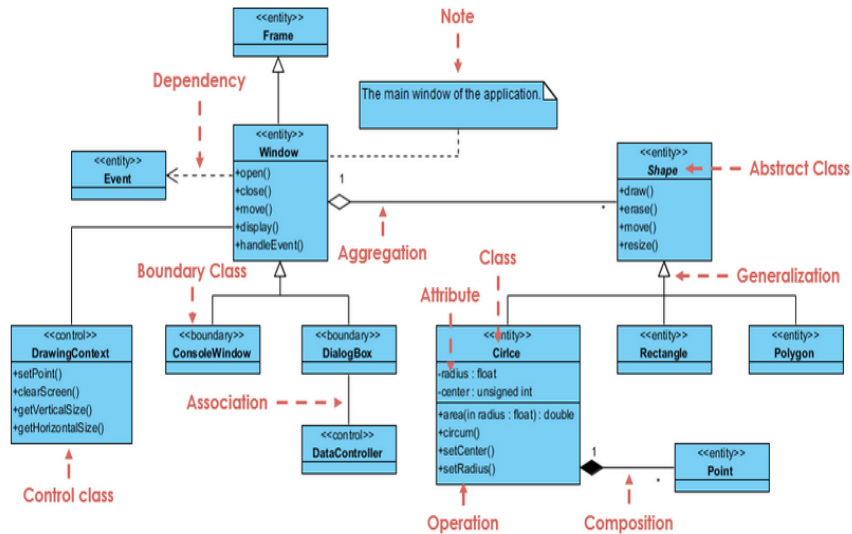 <<entity>>
Frame
Note
Dependency
The main window of the application.
<<entity>>
Window
+open()
+close()
+move()
+display()
+handleEvent()
<<entity>>
Event
1
*
Aggregation
<<entity>>
Shape
+draw()
+erase()
+move()
+resize()
Abstract Class
Generalization
Boundary Class
Class
Attribute
<<control>>
DrawingContext
+setPoint()
+clearScreen()
+getVerticalSize()
+getHorizontalSize()
Control class
<<boundary>>
ConsoleWindow
<<boundary>>
DialogBox
Association
<<control>>
DataController
<<entity>>
Cirlce
-radius : float
-center : unsigned int
+area(in radius : float) : double
+circum()
+setCenter()
+setRadius()
Operation
<<entity>>
Rectangle
<<entity>>
Polygon
1
*
Composition
<<entity>>
Point